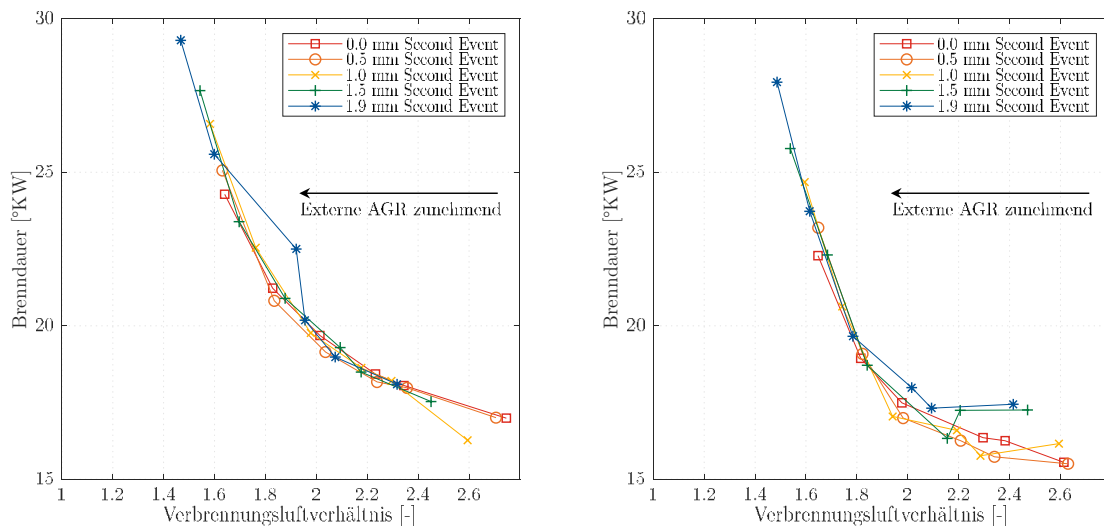 30
25
20
15
Brenndauer [°KW]
0.0 mm Second Event
0.5 mm Second Event
1.0 mm Second Event
1.5 mm Second Event
1.9 mm Second Event
Externe AGR zunehmend
1 1.2 1.4 1.6 1.8 2 2.2 2.4 2.6
Verbrennungsluftverhältnis [-]
30
25
20
15
Brenndauer [°KW]
0.0 mm Second Event
0.5 mm Second Event
1.0 mm Second Event
1.5 mm Second Event
1.9 mm Second Event
Externe AGR zunehmend
1 1.2 1.4 1.6 1.8 2 2.2 2.4 2.6
Verbrennungsluftverhältnis [-]